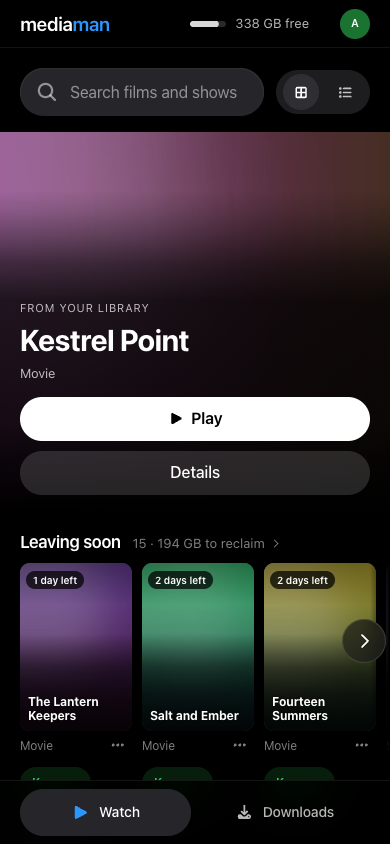 mediaman
338 GB free
A
Search films and shows
FROM YOUR LIBRARY
Kestrel Point
Movie
Play
Details
Leaving soon 15 · 194 GB to reclaim
1 day left
The Lantern
Keepers
Movie
2 days left
Salt and Ember
Movie
2 days left
Fourteen
Summers
Movie
Watch
Downloads